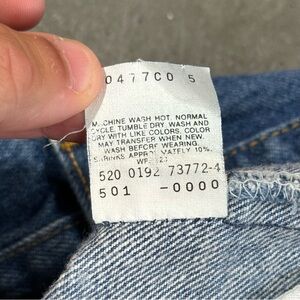 0477CO 5
MACHINE WASH HOT. NORMAL
CYCLE. TUMBLE DRY. WASH AND
DRY WITH LIKE COLORS. COLOR
MAY TRANSFER WHEN NEW.
WASH BEFORE WEARING.
SHRINKS APPROXIMATELY 10%.
520 0192 73772-4
501 -0000